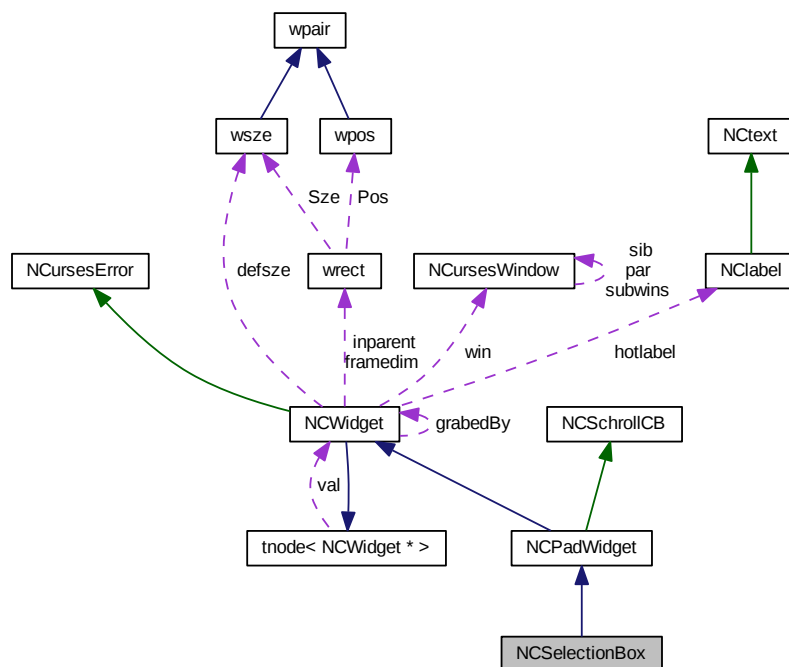 wpair
wsze
wpos
NCtext
Sze
Pos
NCursesError
defsze
wrect
NCursesWindow
sib
par
subwins
NClabel
inparent
framedim
win
hotlabel
NCWidget
grabedBy
NCSchrollCB
val
tnode< NCWidget * >
NCPadWidget
NCSelectionBox